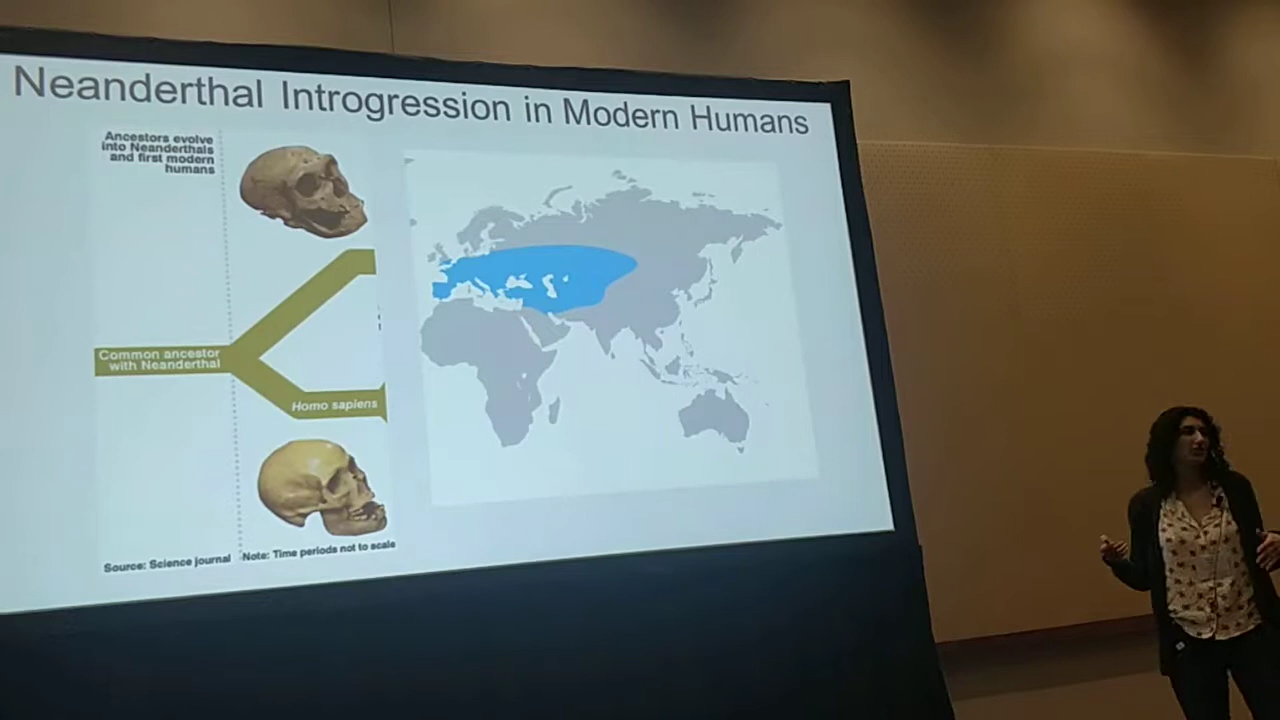 Neanderthal Introgression in Modern Humans
Ancestors evolve
into Neanderthals
and first modern
humans
Common ancestor
with Neanderthal
Homo sapiens
Source: Science journal
Note: Time periods not to scale